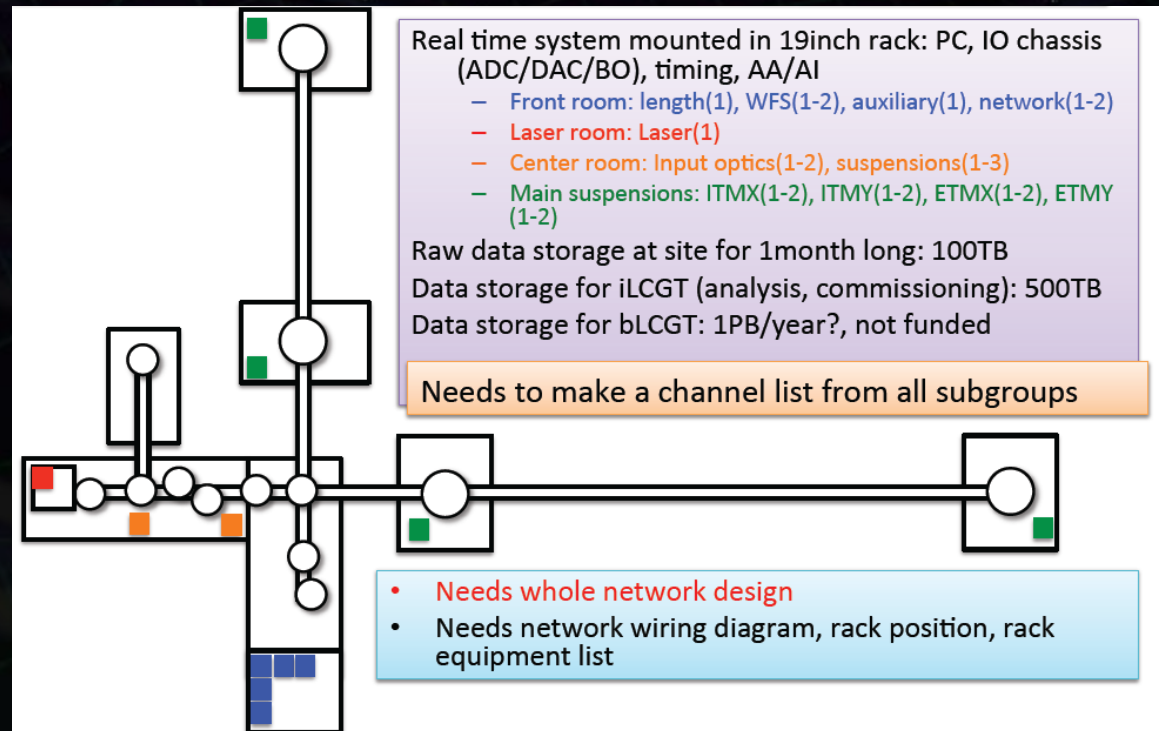 Real time system mounted in 19inch rack: PC, IO chassis
(ADC/DAC/BO), timing, AA/AI
– Front room: length(1), WFS(1-2), auxiliary(1), network(1-2)
– Laser room: Laser(1)
– Center room: Input optics(1-2), suspensions(1-3)
– Main suspensions: ITMX(1-2), ITMY(1-2), ETMX(1-2), ETMY
(1-2)
Raw data storage at site for 1month long: 100TB
Data storage for iLCGT (analysis, commissioning): 500TB
Data storage for bLCGT: 1PB/year?, not funded
Needs to make a channel list from all subgroups
• Needs whole network design
• Needs network wiring diagram, rack position, rack
equipment list